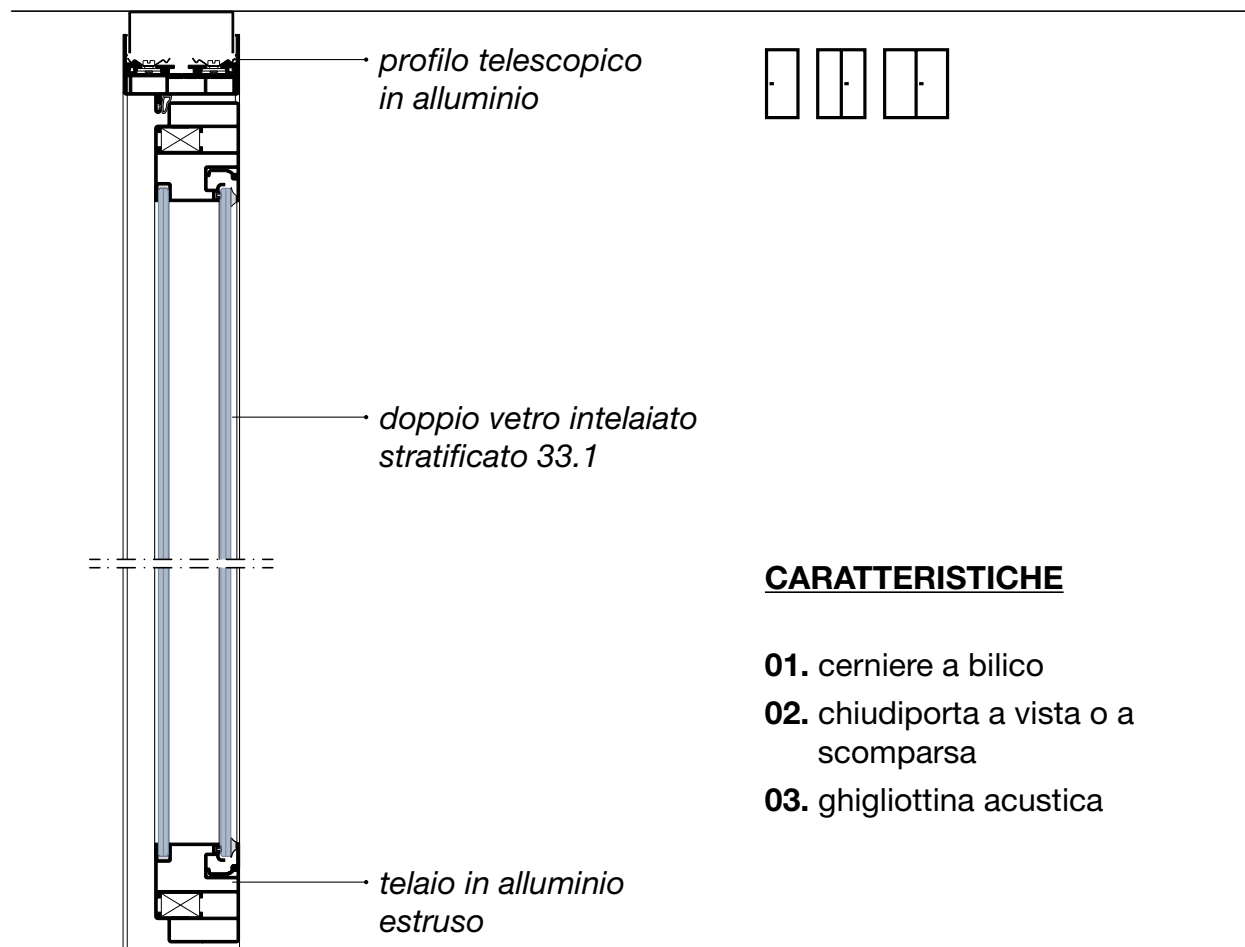 profilo telescopico
in alluminio
doppio vetro intelaiato
stratificato 33.1
CARATTERISTICHE
01. cerniere a bilico
02. chiudiporta a vista o a
scomparsa
03. ghigliottina acustica
telaio in alluminio
estruso